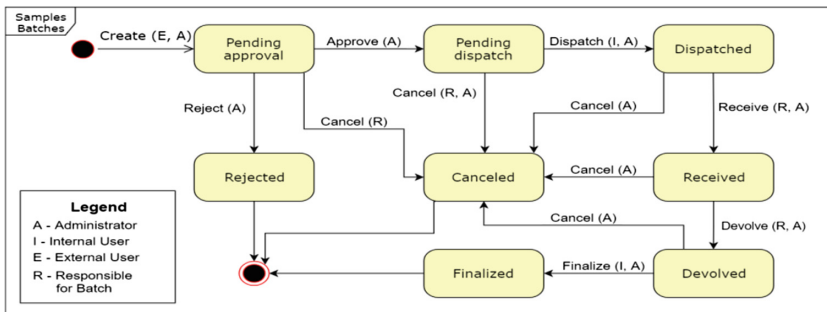 Samples
Batches
Create (E, A)
Pending
approval
Approve (A)
Pending
dispatch
Dispatch (I, A)
Dispatched
Reject (A)
Cancel (R)
Cancel (R, A)
Cancel (A)
Receive (R, A)
Rejected
Canceled
Cancel (A)
Received
Cancel (A)
Devolve (R, A)
Finalized
Finalize (I, A)
Devolved
Legend
A - Administrator
I - Internal User
E - External User
R - Responsible
for Batch